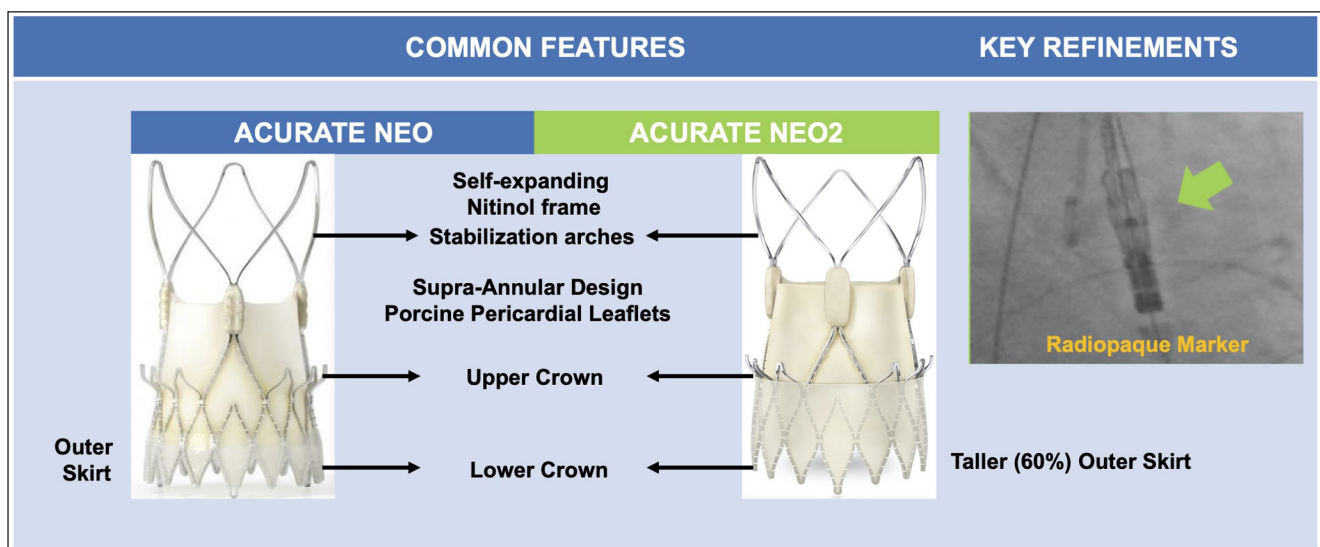 COMMON FEATURES
KEY REFINEMENTS
ACURATE NEO
ACURATE NEO2
Self-expanding
Nitinol frame
Stabilization arches
Supra-Annular Design
Porcine Pericardial Leaflets
Radiopaque Marker
Upper Crown
Outer
Skirt
Lower Crown
Taller (60%) Outer Skirt